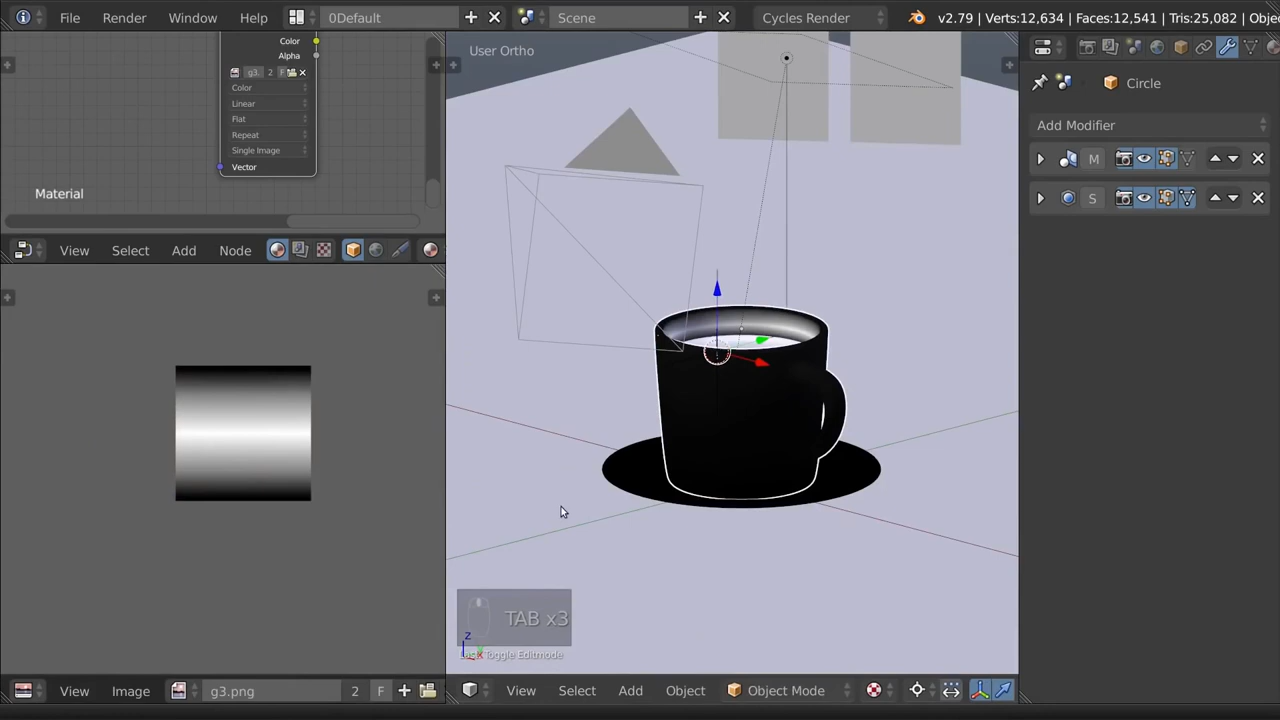 File Render Window Help 0Default Scene Cycles Render v2.79 | Verts:12,634 | Faces:12,541 | Tris:25,082 | Obje
Color
Alpha
g3. 2 F
Color
Linear
Flat
Repeat
Single Image
Vector
Material
View Select Add Node
User Ortho
Circle
Add Modifier
M
S
TAB x3
Toggle Editmode
z
View Image g3.png 2 F
View Select Add Object Object Mode